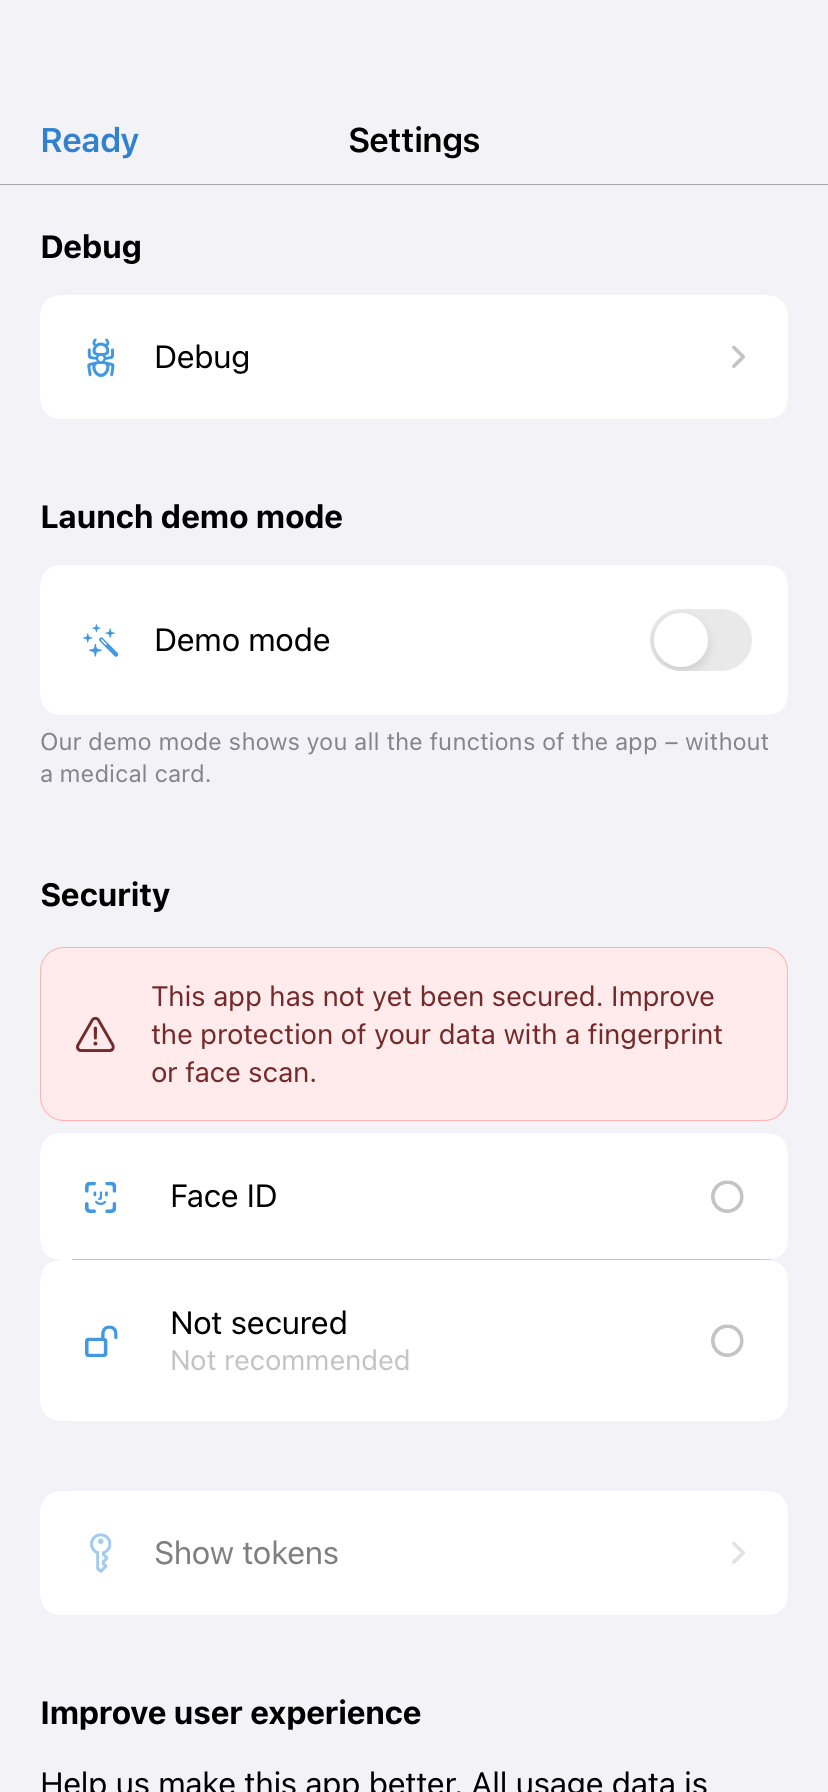 Ready
Settings
Debug
Debug
Launch demo mode
Demo mode
Our demo mode shows you all the functions of the app – without
a medical card.
Security
This app has not yet been secured. Improve
the protection of your data with a fingerprint
or face scan.
Face ID
Not secured
Not recommended
Show tokens
Improve user experience
Help us make this app better. All usage data is